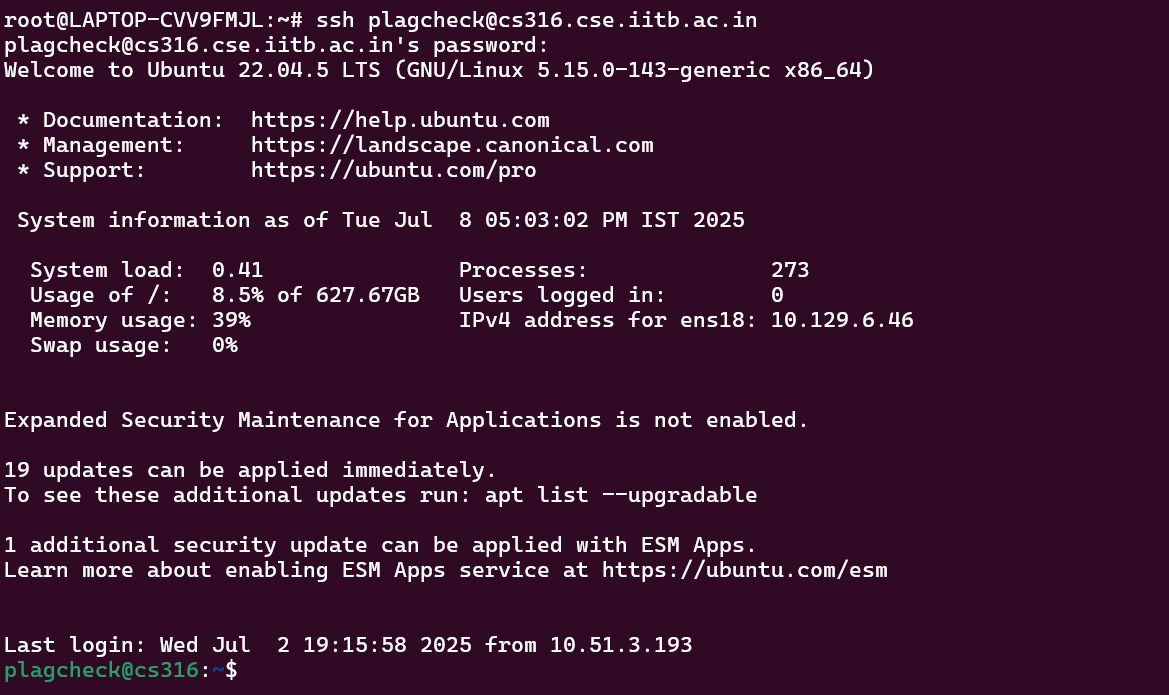 root@LAPTOP-CVV9FMJL:~# ssh plagcheck@cs316.cse.iitb.ac.in
plagcheck@cs316.cse.iitb.ac.in's password:
Welcome to Ubuntu 22.04.5 LTS (GNU/Linux 5.15.0-143-generic x86_64)

 * Documentation:  https://help.ubuntu.com
 * Management:     https://landscape.canonical.com
 * Support:        https://ubuntu.com/pro

 System information as of Tue Jul  8 05:03:02 PM IST 2025

  System load:  0.41               Processes:              273
  Usage of /:   8.5% of 627.67GB   Users logged in:        0
  Memory usage: 39%                IPv4 address for ens18: 10.129.6.46
  Swap usage:   0%


Expanded Security Maintenance for Applications is not enabled.

19 updates can be applied immediately.
To see these additional updates run: apt list --upgradable

1 additional security update can be applied with ESM Apps.
Learn more about enabling ESM Apps service at https://ubuntu.com/esm


Last login: Wed Jul  2 19:15:58 2025 from 10.51.3.193
plagcheck@cs316:~$